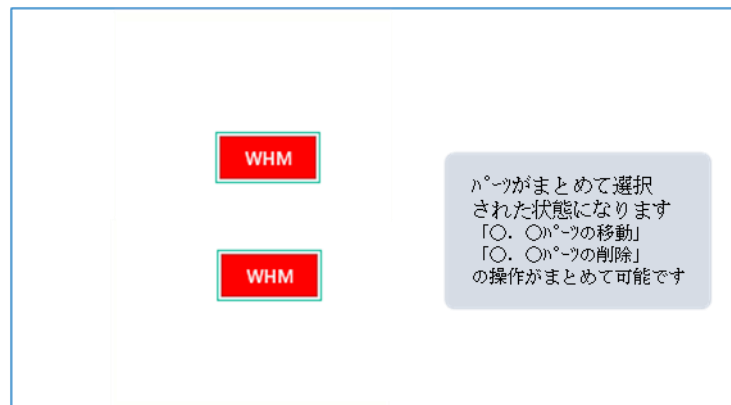 WHM
WHM
ﾊﾟｰﾂがまとめて選択
された状態になります
「○．○ﾊﾟｰﾂの移動」
「○．○ﾊﾟｰﾂの削除」
の操作がまとめて可能です